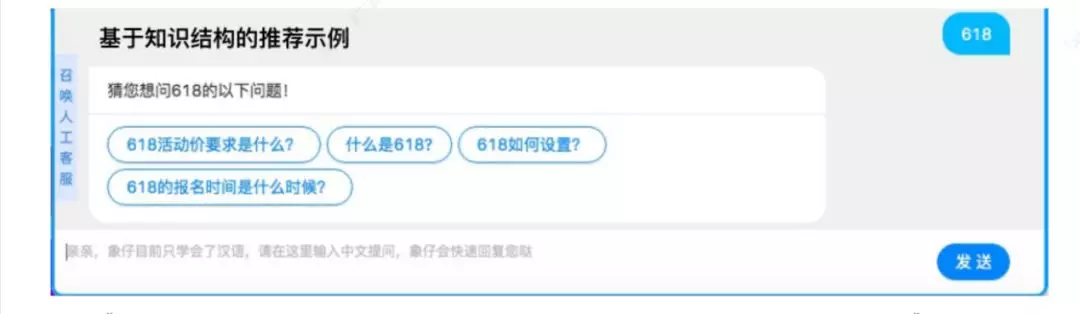 基于知识结构的推荐示例
618
召唤人工客服
猜您想问618的以下问题!
618活动价要求是什么? 什么是618? 618如何设置?
618的报名时间是什么时候?
亲亲，象仔目前只学会了汉语，请在这里输入中文提问，象仔会快速回复您哒
发送